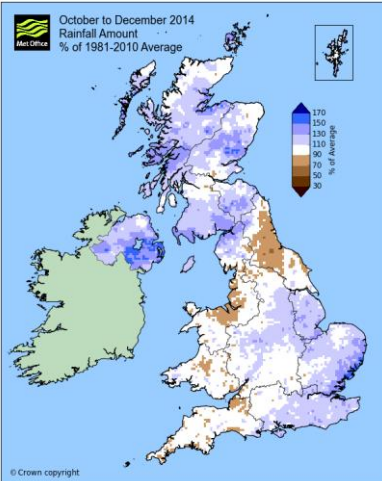 Met Office
October to December 2014
Rainfall Amount
% of 1981-2010 Average
170
150
130
110
90
70
50
30
% of Average
© Crown copyright